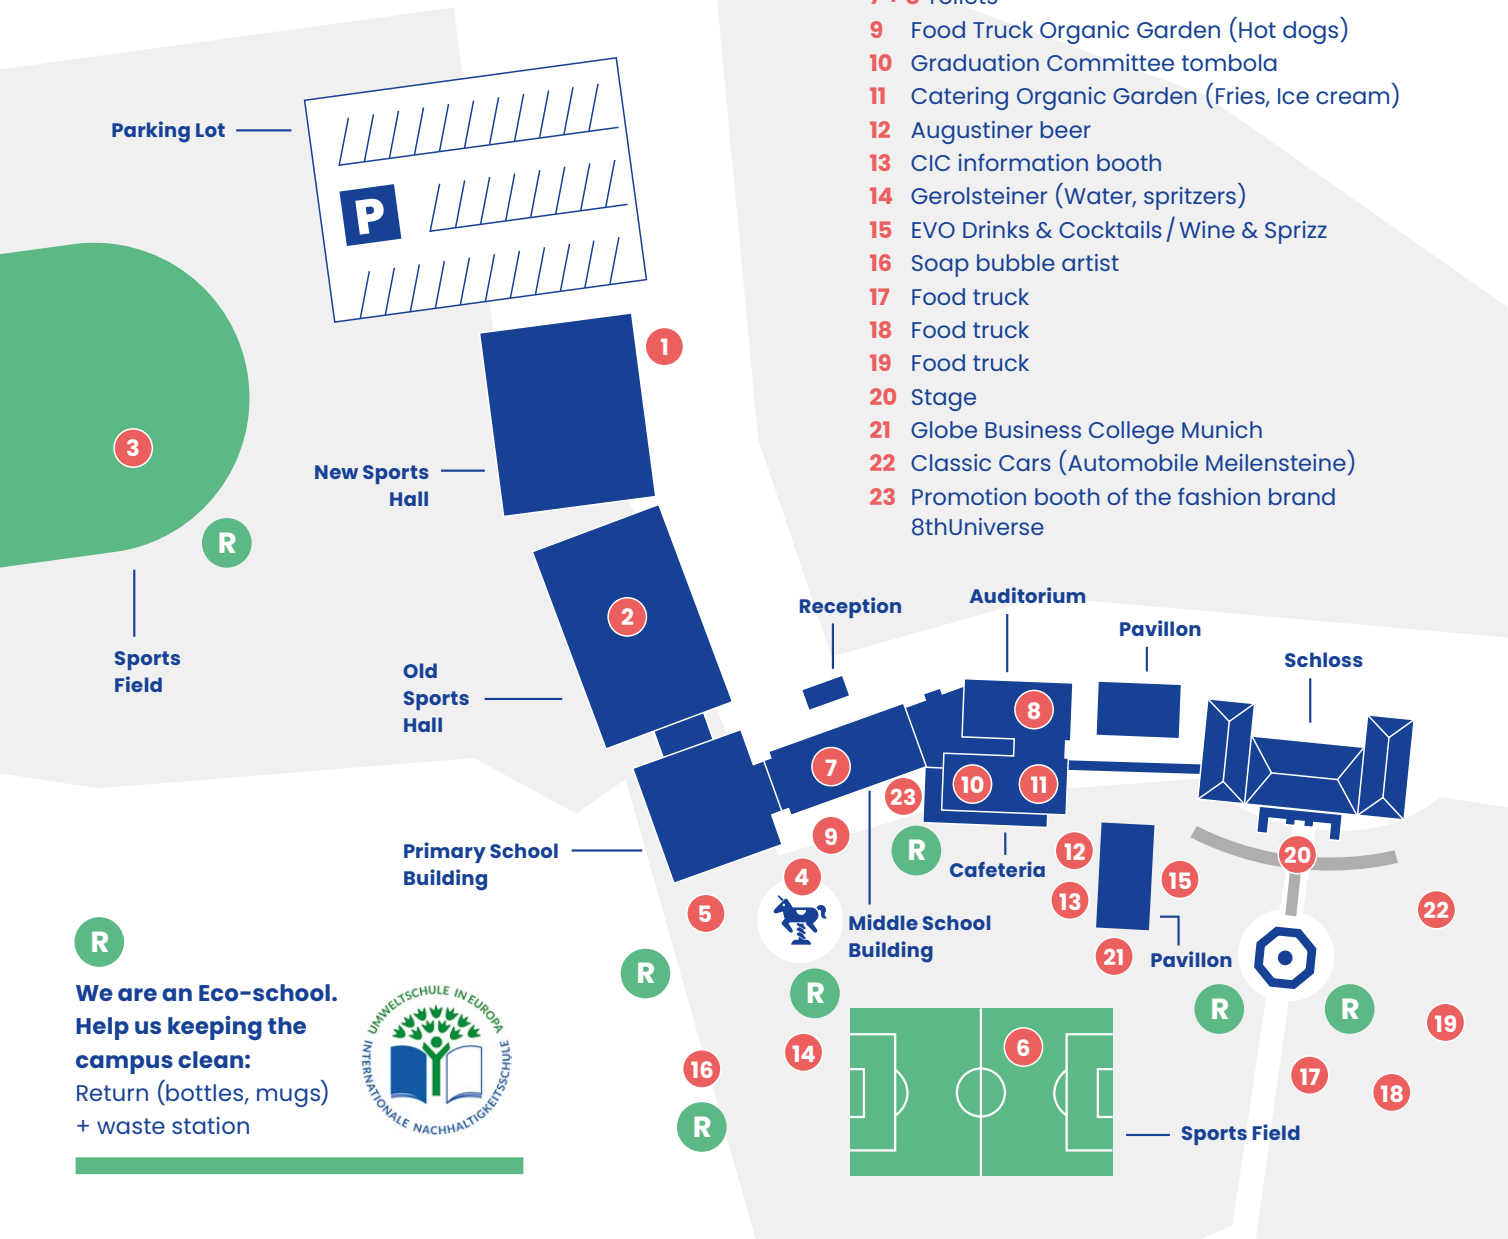 7 + 8 Toilets
9 Food Truck Organic Garden (Hot dogs)
10 Graduation Committee tombola
11 Catering Organic Garden (Fries, Ice cream)
12 Augustiner beer
13 CIC information booth
14 Gerolsteiner (Water, spritzers)
15 EVO Drinks & Cocktails / Wine & Sprizz
16 Soap bubble artist
17 Food truck
18 Food truck
19 Food truck
20 Stage
21 Globe Business College Munich
22 Classic Cars (Automobile Meilensteine)
23 Promotion booth of the fashion brand
8thUniverse
Parking Lot
P
1
3
New Sports
Hall
R
2
Sports
Field
Old
Sports
Hall
Reception
Auditorium
Pavillon
Schloss
8
7
10
11
23
9
R
Cafeteria
12
20
Primary School
Building
4
13
15
5
22
Middle School
Building
21
Pavillon
R
R
R
R
R
19
14
6
16
17
18
R
Sports Field
We are an Eco-school.
Help us keeping the
campus clean:
Return (bottles, mugs)
+ waste station
UMWELTSCHULE IN EUROPA
INTERNATIONALE NACHHALTIGKEITSSCHULE